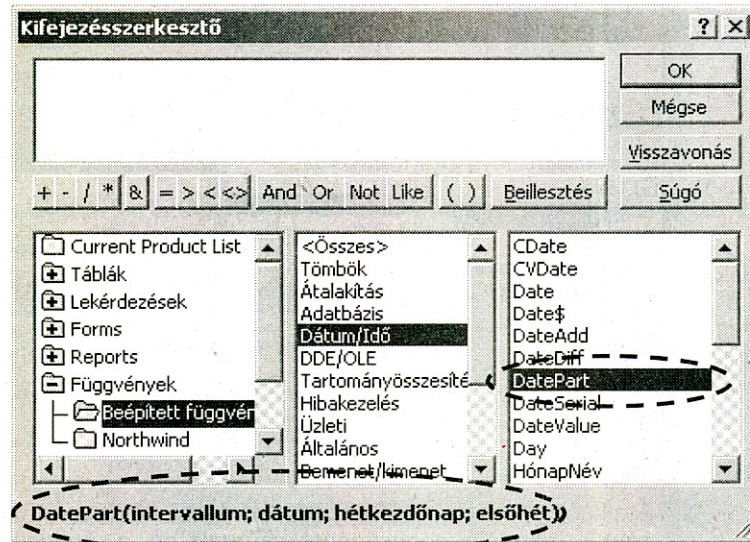 Kifejezésszerkesztő
OK
Mégse
Visszavonás
+ - / * & = > < <> And Or Not Like ( ) Beillesztés Súgó
Current Product List
Táblák
Lekérdezések
Forms
Reports
Függvények
Beépített függvén
Northwind
<Összes>
Tömbök
Átalakítás
Adatbázis
Dátum/Idő
DDE/OLE
Tartományösszesíté
Hibakezelés
Üzleti
Általános
Bemenet/kimenet
CDate
CVDate
Date
Date$
DateAdd
DateDiff
DatePart
DateSerial
DateValue
Day
HónapNév
DatePart(intervallum; dátum; hétkezdőnap; elsőhét)